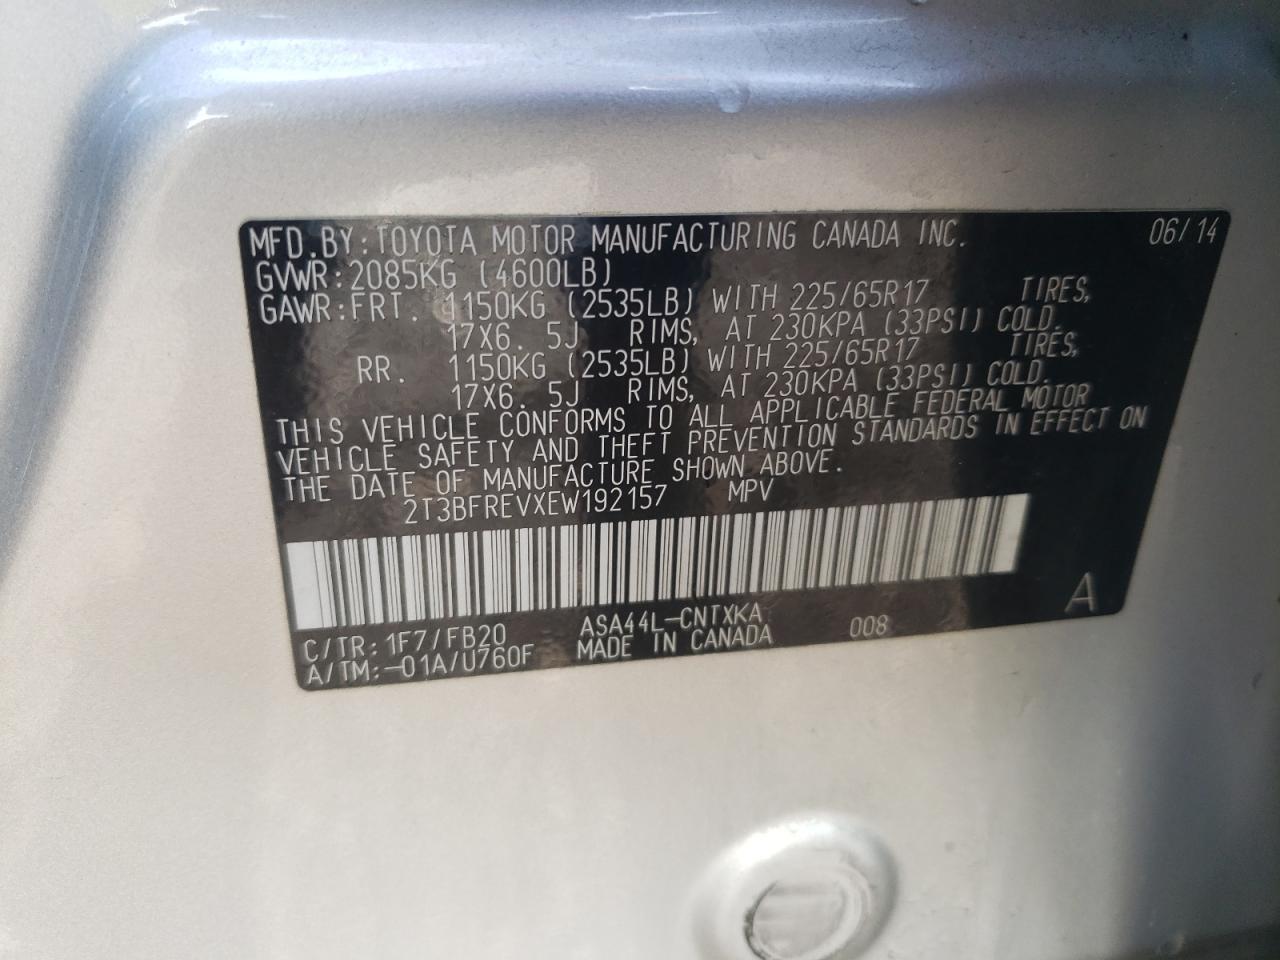 MFD.BY:TOYOTA MOTOR MANUFACTURING CANADA INC. 06/14
GVWR:2085KG (4600LB)
GAWR:FRT. 1150KG (2535LB) WITH 225/65R17 TIRES,
17X6.5J RIMS, AT 230KPA (33PSI) COLD.
RR. 1150KG (2535LB) WITH 225/65R17 TIRES,
17X6.5J RIMS, AT 230KPA (33PSI) COLD.
THIS VEHICLE CONFORMS TO ALL APPLICABLE FEDERAL MOTOR
VEHICLE SAFETY AND THEFT PREVENTION STANDARDS IN EFFECT ON
THE DATE OF MANUFACTURE SHOWN ABOVE.
2T3BFREVXEW192157 MPV
C/TR:1F7/FB20 ASA44L-CNTXKA 008 A
A/TM:-01A/U760F MADE IN CANADA